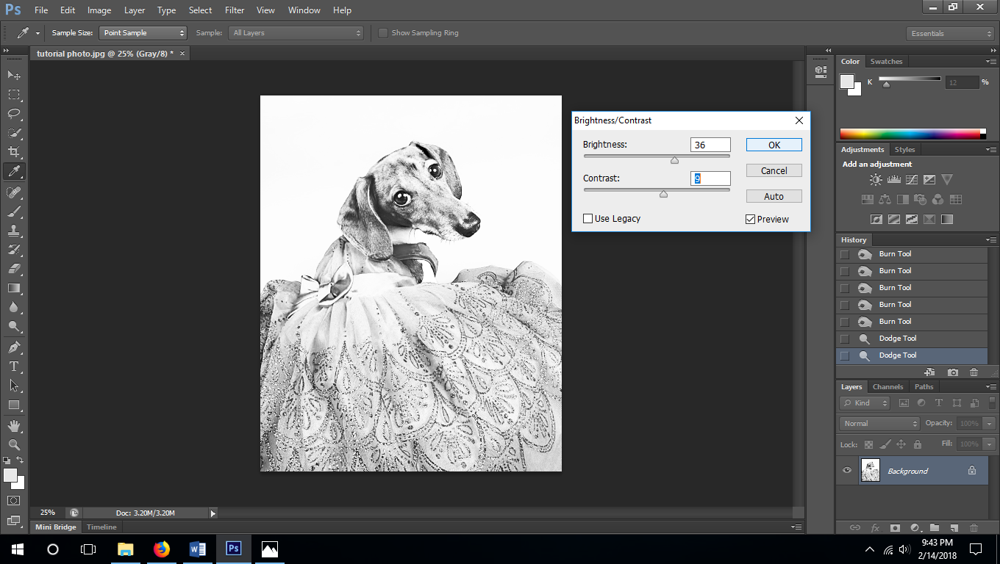 Ps File Edit Image Layer Type Select Filter View Window Help
Sample Size: Point Sample Sample: All Layers Show Sampling Ring Essentials
tutorial photo.jpg @ 25% (Gray/8) * ×
Brightness/Contrast
Brightness: 36 OK
Cancel
Contrast: 9
Auto
Use Legacy Preview
Color Swatches
K 12 %
Adjustments Styles
Add an adjustment
History
Burn Tool
Burn Tool
Burn Tool
Burn Tool
Burn Tool
Dodge Tool
Dodge Tool
Layers Channels Paths
Kind
Normal Opacity: 100%
Lock: Fill: 100%
Background
fx
25% Doc: 3.20M/3.20M
Mini Bridge Timeline
Ps
9:43 PM
2/14/2018